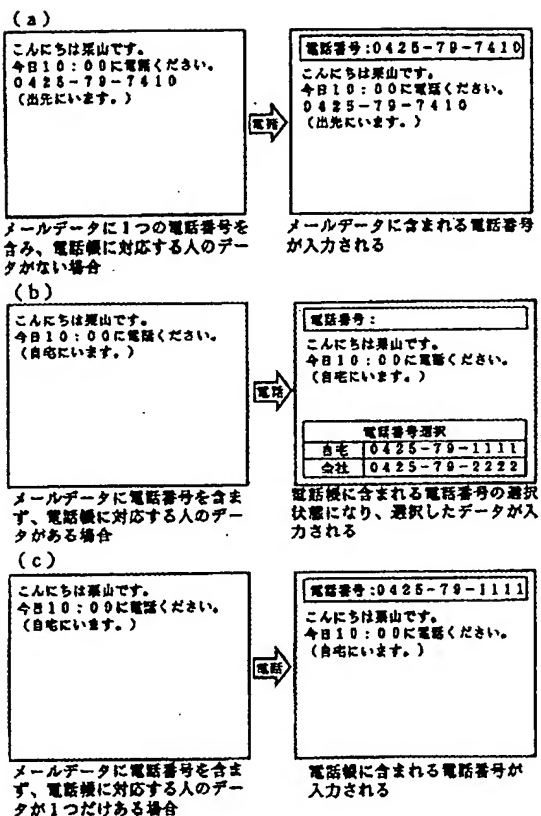 (a)
こんにちは栗山です。
今日10:00に電話ください。
0425-79-7410
(出先にいます。)
電話
電話番号:0425-79-7410
こんにちは栗山です。
今日10:00に電話ください。
0425-79-7410
(出先にいます。)
メールデータに1つの電話番号を
含み、電話帳に対応する人のデー
タがない場合
メールデータに含まれる電話番号
が入力される
(b)
こんにちは栗山です。
今日10:00に電話ください。
(自宅にいます。)
電話
電話番号:
こんにちは栗山です。
今日10:00に電話ください。
(自宅にいます。)
電話番号選択
自宅 0425-79-1111
会社 0425-79-2222
メールデータに電話番号を含ま
ず、電話帳に対応する人のデー
タがある場合
電話帳に含まれる電話番号の選択
状態になり、選択したデータが入
力される
(c)
こんにちは栗山です。
今日10:00に電話ください。
(自宅にいます。)
電話
電話番号:0425-79-1111
こんにちは栗山です。
今日10:00に電話ください。
(自宅にいます。)
メールデータに電話番号を含ま
ず、電話帳に対応する人のデー
タが1つだけある場合
電話帳に含まれる電話番号が
入力される